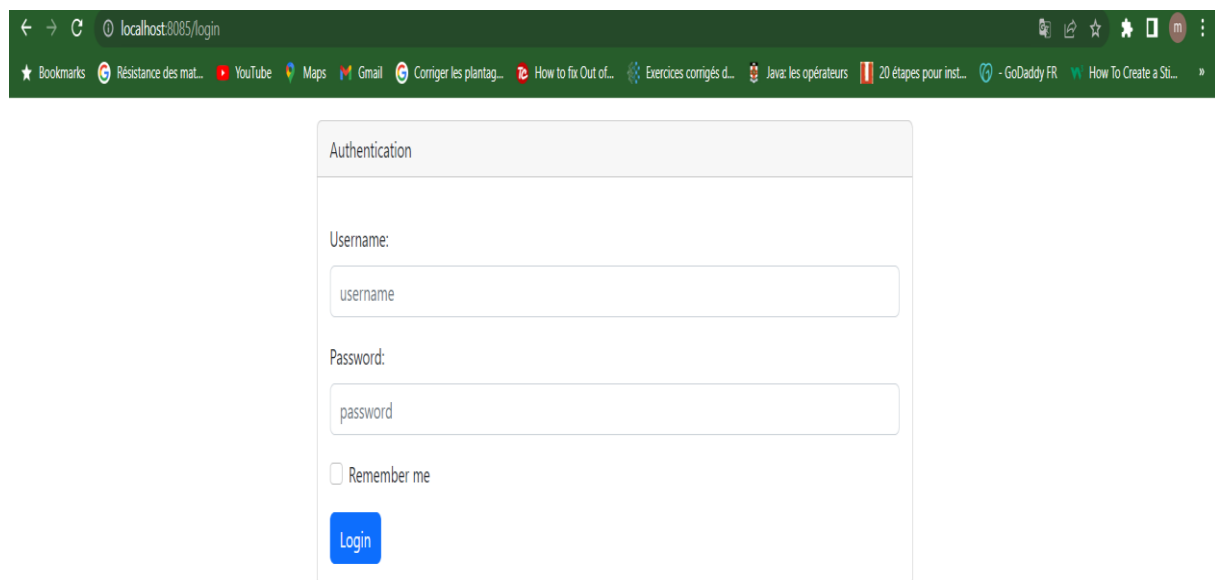 localhost:8085/login
m
Bookmarks Résistance des mat... YouTube Maps Gmail Corriger les plantag... How to fix Out of... Exercices corrigés d... Java: les opérateurs 20 étapes pour inst... - GoDaddy FR How To Create a Sti... »
Authentication
Username:
username
Password:
password
Remember me
Login